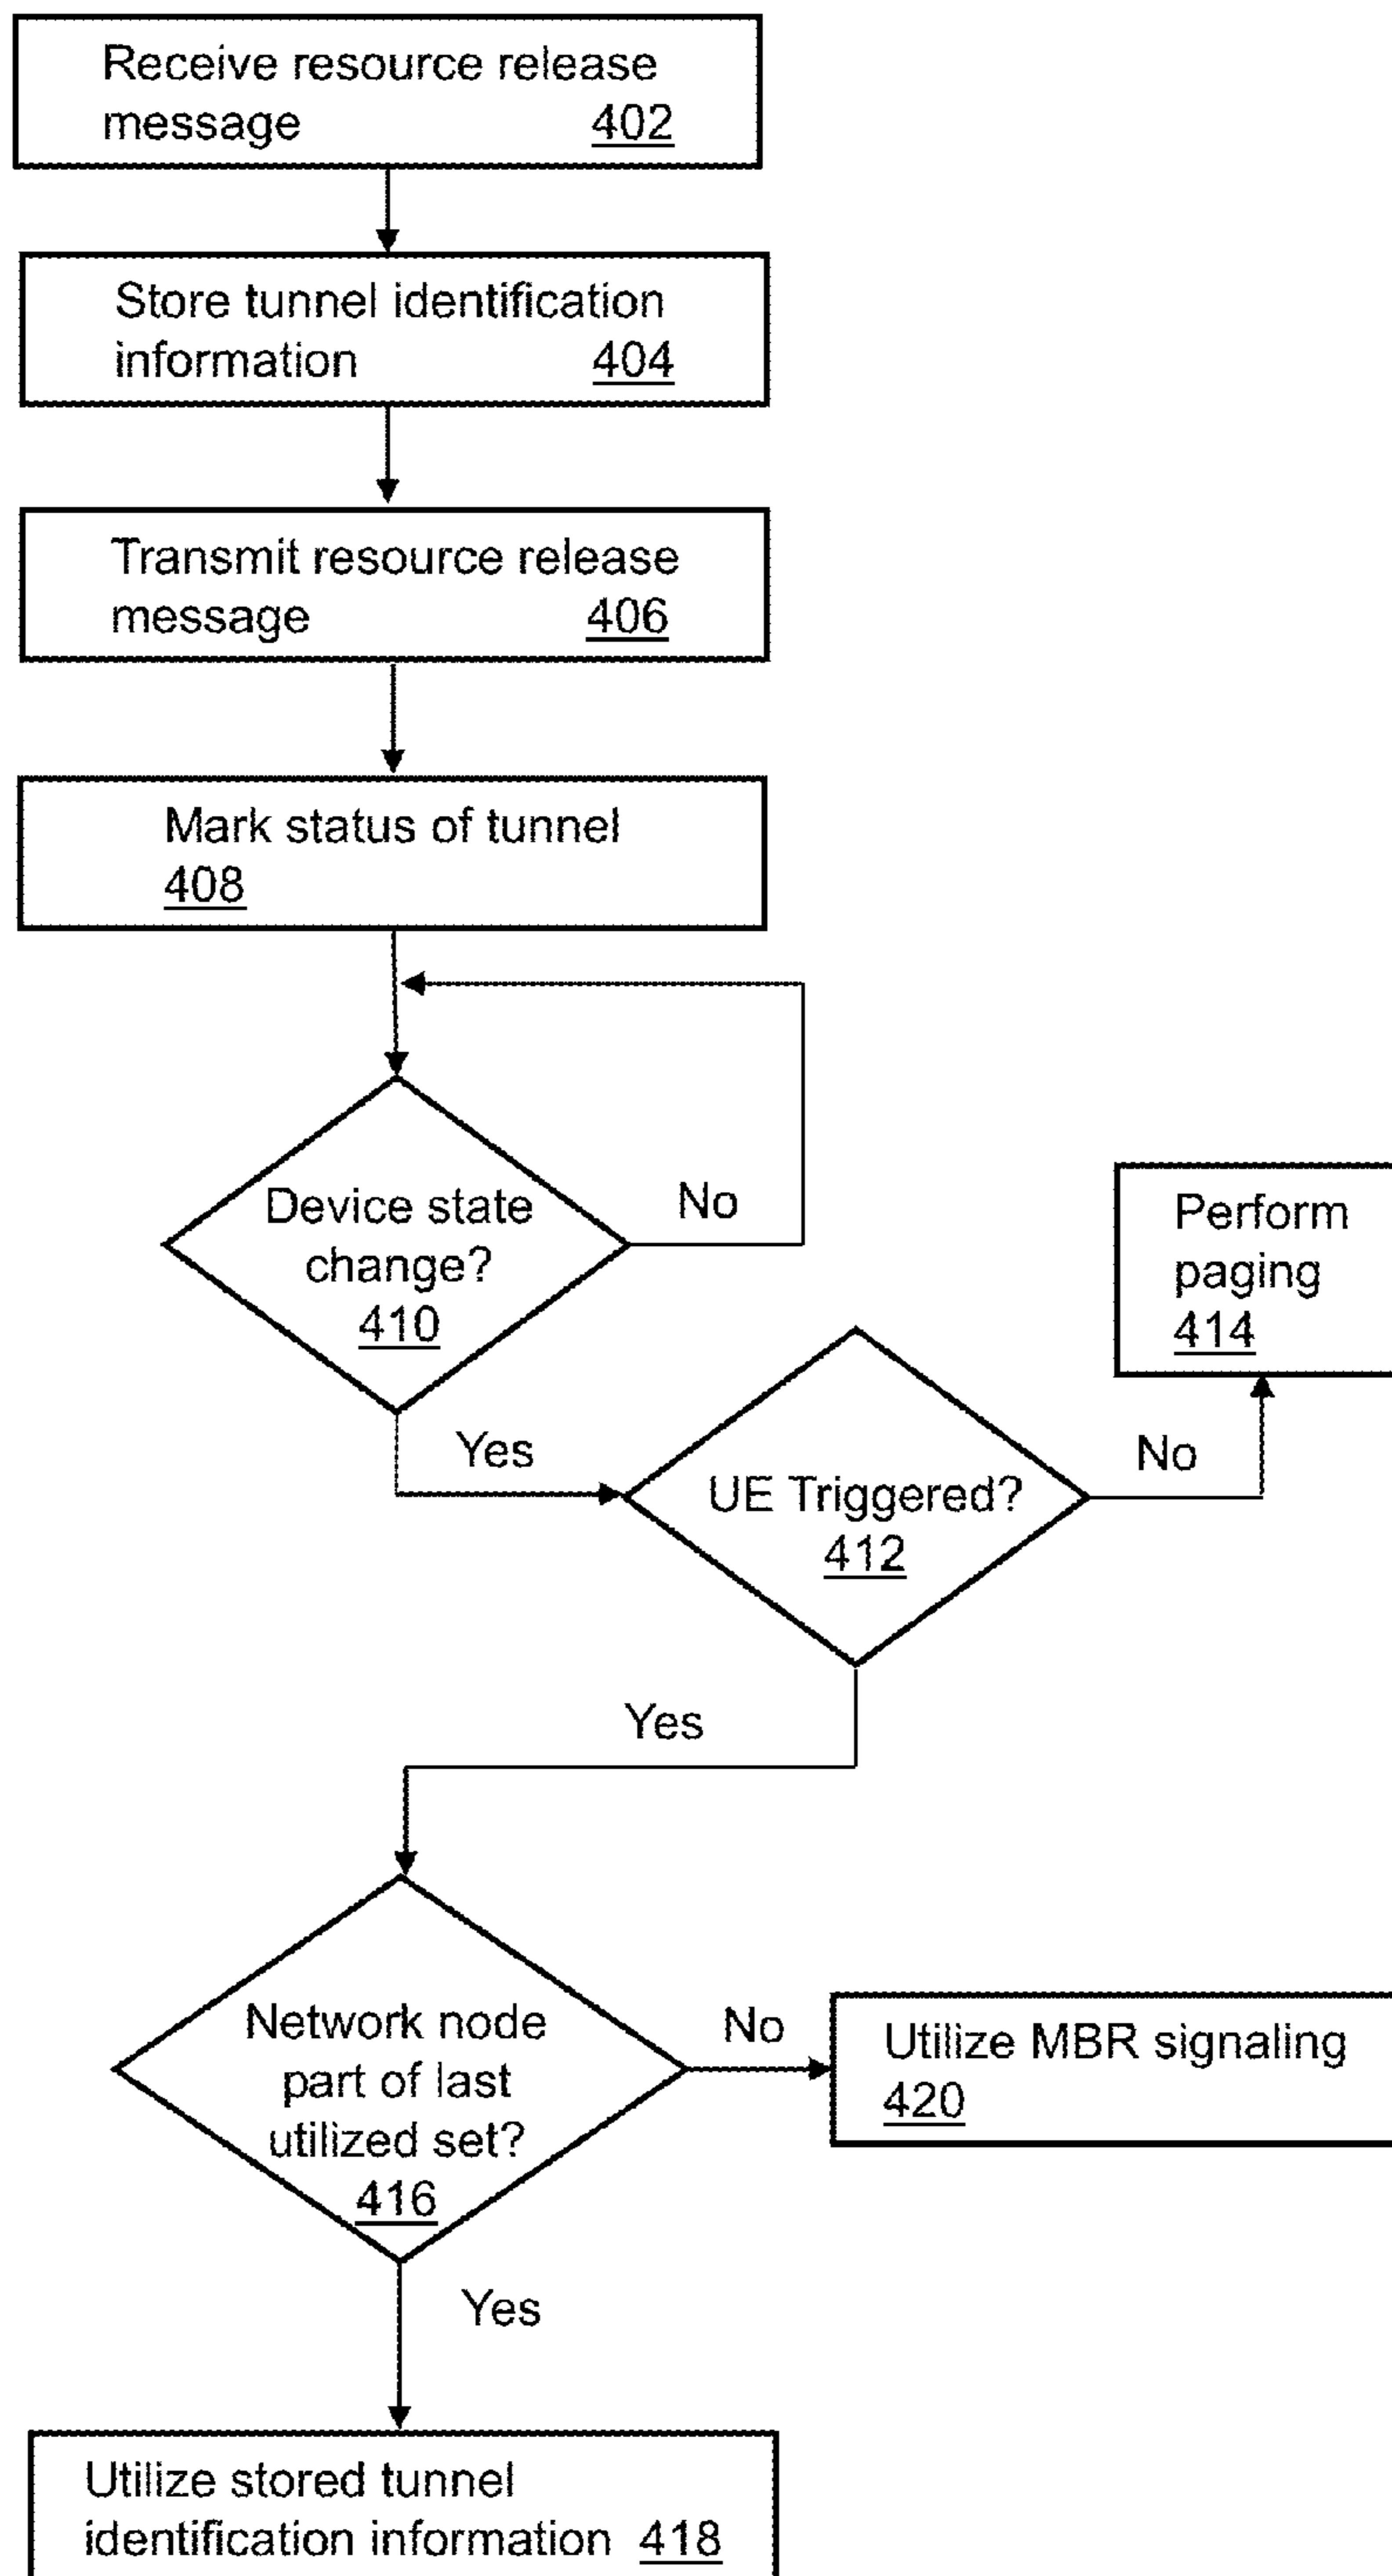 Receive resource release
message 402
Store tunnel identification
information 404
Transmit resource release
message 406
Mark status of tunnel
408
Device state
change?
410
No
Yes
Perform
paging
414
UE Triggered?
412
No
Yes
Network node
part of last
utilized set?
416
No
Utilize MBR signaling
420
Yes
Utilize stored tunnel
identification information 418